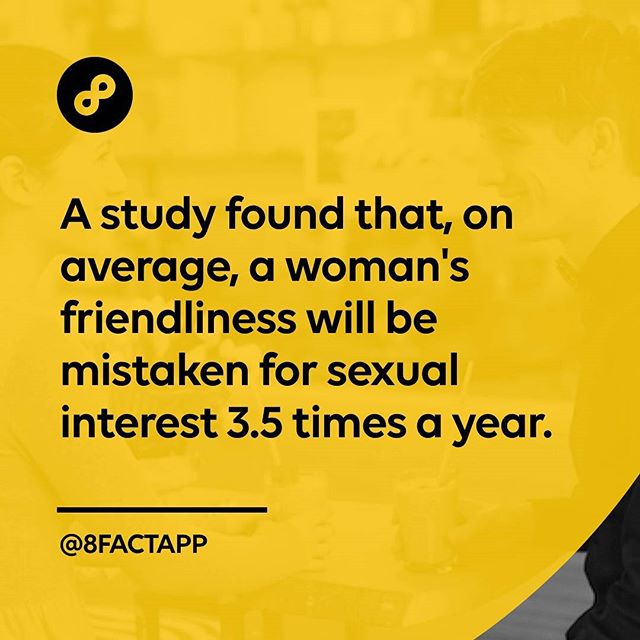 A study found that, on
average, a woman's
friendliness will be
mistaken for sexual
interest 3.5 times a year.
@8FACTAPP